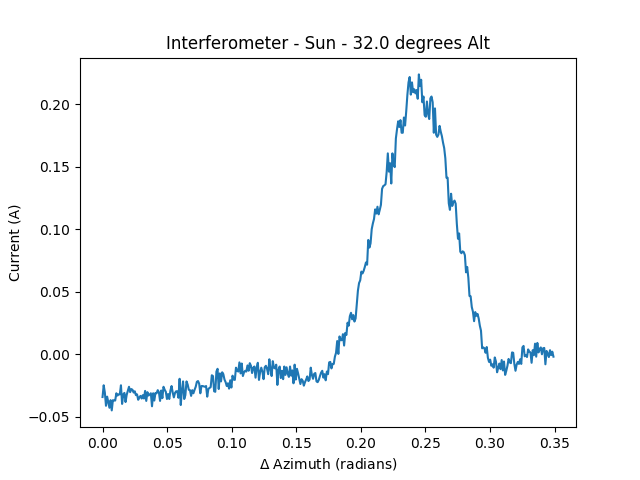 Interferometer - Sun - 32.0 degrees Alt
Current (A)
0.20
0.15
0.10
0.05
0.00
−0.05
0.00 0.05 0.10 0.15 0.20 0.25 0.30 0.35
Δ Azimuth (radians)